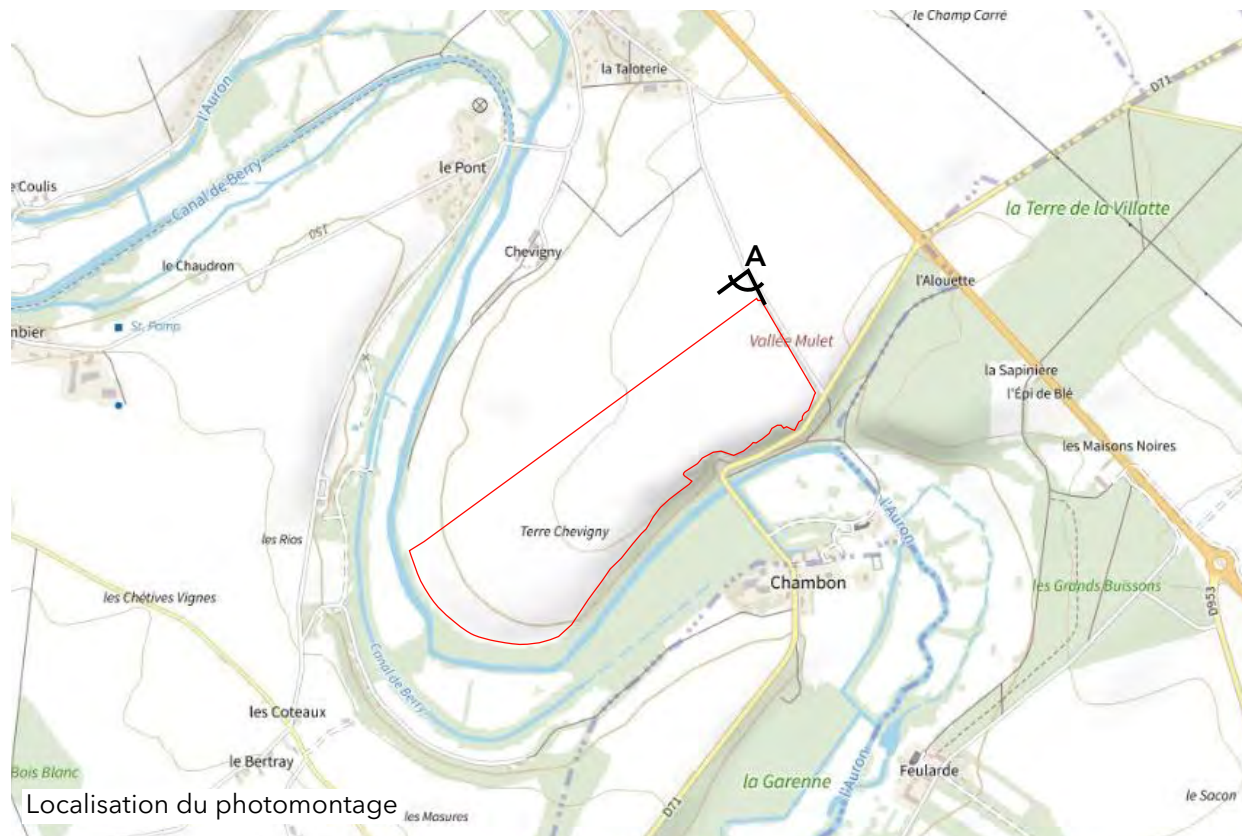 le Champ Carré
la Taloterie
D71
l'Auron
le Pont
e Coulis
Canal de Berry
la Terre de la Villatte
150
Chevigny
le Chaudron
A
l'Alouette
mbier
St. Pomp
Vallée Mulet
la Sapinière
l'Épi de Blé
les Maisons Noires
l'Auron
Terre Chevigny
les Rios
Chambon
les Grands Buissons
les Chétives Vignes
D953
Canal de Berry
les Coteaux
le Bertray
Feularde
Bois Blanc
la Garenne
l'Auron
le Sacon
Localisation du photomontage
les Masures
D71